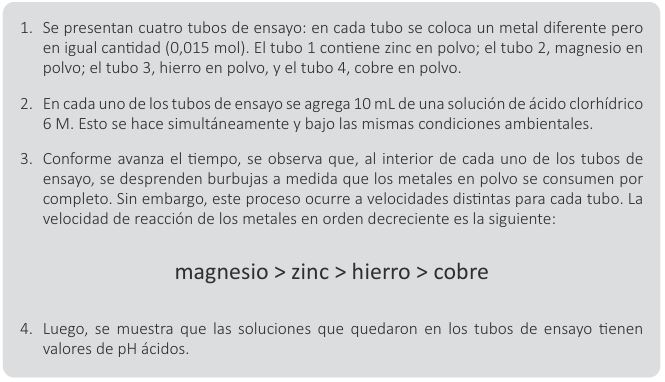 1. Se presentan cuatro tubos de ensayo: en cada tubo se coloca un metal diferente pero
en igual cantidad (0,015 mol). El tubo 1 contiene zinc en polvo; el tubo 2, magnesio en
polvo; el tubo 3, hierro en polvo, y el tubo 4, cobre en polvo.
2. En cada uno de los tubos de ensayo se agrega 10 mL de una solución de ácido clorhídrico
6 M. Esto se hace simultáneamente y bajo las mismas condiciones ambientales.
3. Conforme avanza el tiempo, se observa que, al interior de cada uno de los tubos de
ensayo, se desprenden burbujas a medida que los metales en polvo se consumen por
completo. Sin embargo, este proceso ocurre a velocidades distintas para cada tubo. La
velocidad de reacción de los metales en orden decreciente es la siguiente:
magnesio > zinc > hierro > cobre
4. Luego, se muestra que las soluciones que quedaron en los tubos de ensayo tienen
valores de pH ácidos.